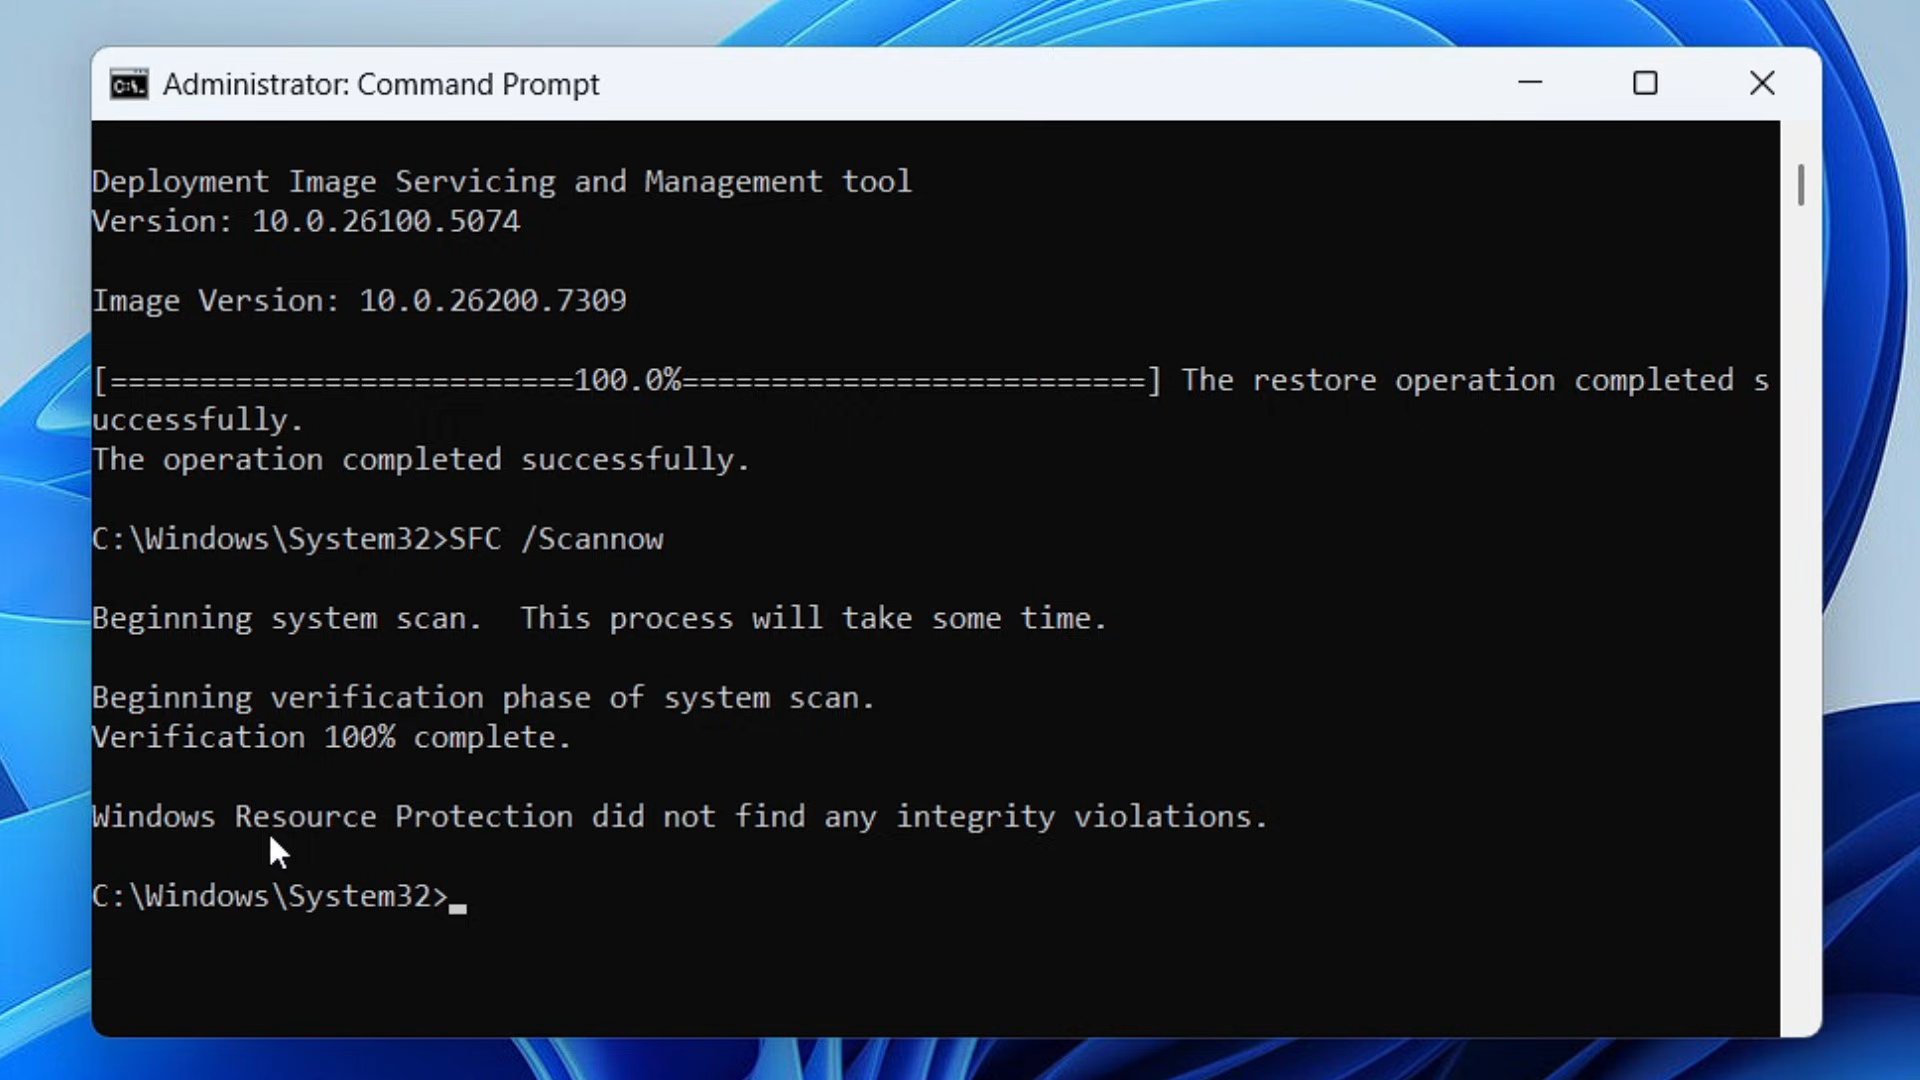 Administrator: Command Prompt
Deployment Image Servicing and Management tool
Version: 10.0.26100.5074
Image Version: 10.0.26200.7309
[==========================100.0%==========================] The restore operation completed s
uccessfully.
The operation completed successfully.
C:\Windows\System32>SFC /Scannow
Beginning system scan.  This process will take some time.
Beginning verification phase of system scan.
Verification 100% complete.
Windows Resource Protection did not find any integrity violations.
C:\Windows\System32>